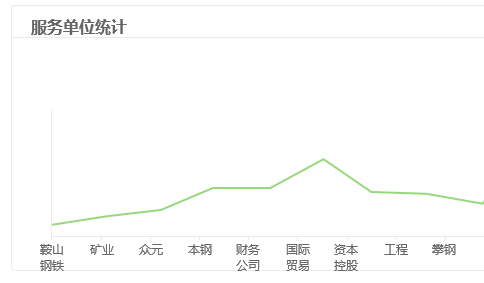 服务单位统计
鞍山 矿业 众元 本钢 财务 国际 资本 工程 攀钢
钢铁 公司 贸易 控股